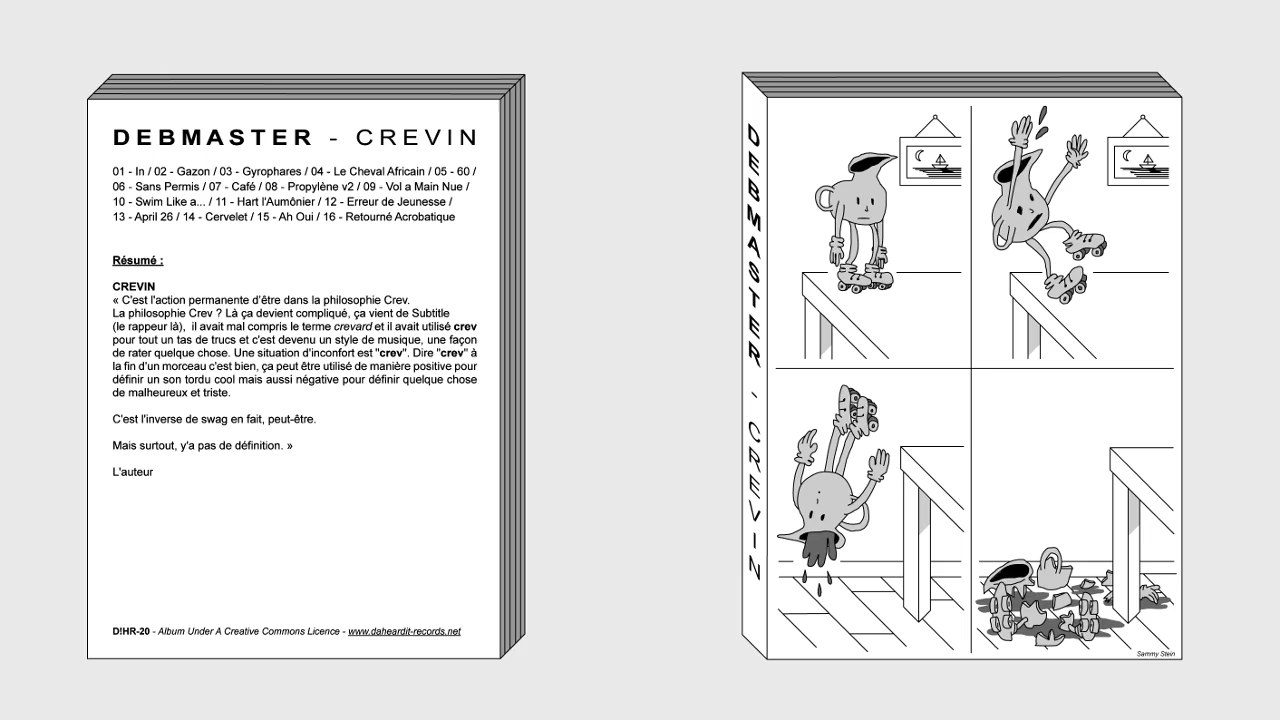 DEBMASTER - CREVIN
01 - In / 02 - Gazon / 03 - Gyrophares / 04 - Le Cheval Africain / 05 - 60 /
06 - Sans Permis / 07 - Café / 08 - Propylène v2 / 09 - Vol a Main Nue /
10 - Swim Like a... / 11 - Hart l'Aumônier / 12 - Erreur de Jeunesse /
13 - April 26 / 14 - Cervelet / 15 - Ah Oui / 16 - Retourné Acrobatique
Résumé :
CREVIN
« C'est l'action permanente d'être dans la philosophie Crev.
La philosophie Crev ? Là ça devient compliqué, ça vient de Subtitle
(le rappeur là), il avait mal compris le terme crevard et il avait utilisé crev
pour tout un tas de trucs et c'est devenu un style de musique, une façon
de rater quelque chose. Une situation d'inconfort est "crev". Dire "crev" à
la fin d'un morceau c'est bien, ça peut être utilisé de manière positive pour
définir un son tordu cool mais aussi négative pour définir quelque chose
de malheureux et triste.
C'est l'inverse de swag en fait, peut-être.
Mais surtout, y'a pas de définition. »
L'auteur
D!HR-20 - Album Under A Creative Commons Licence - www.daheardit-records.net
DEBMASTER - CREVIN
Sammy Stein